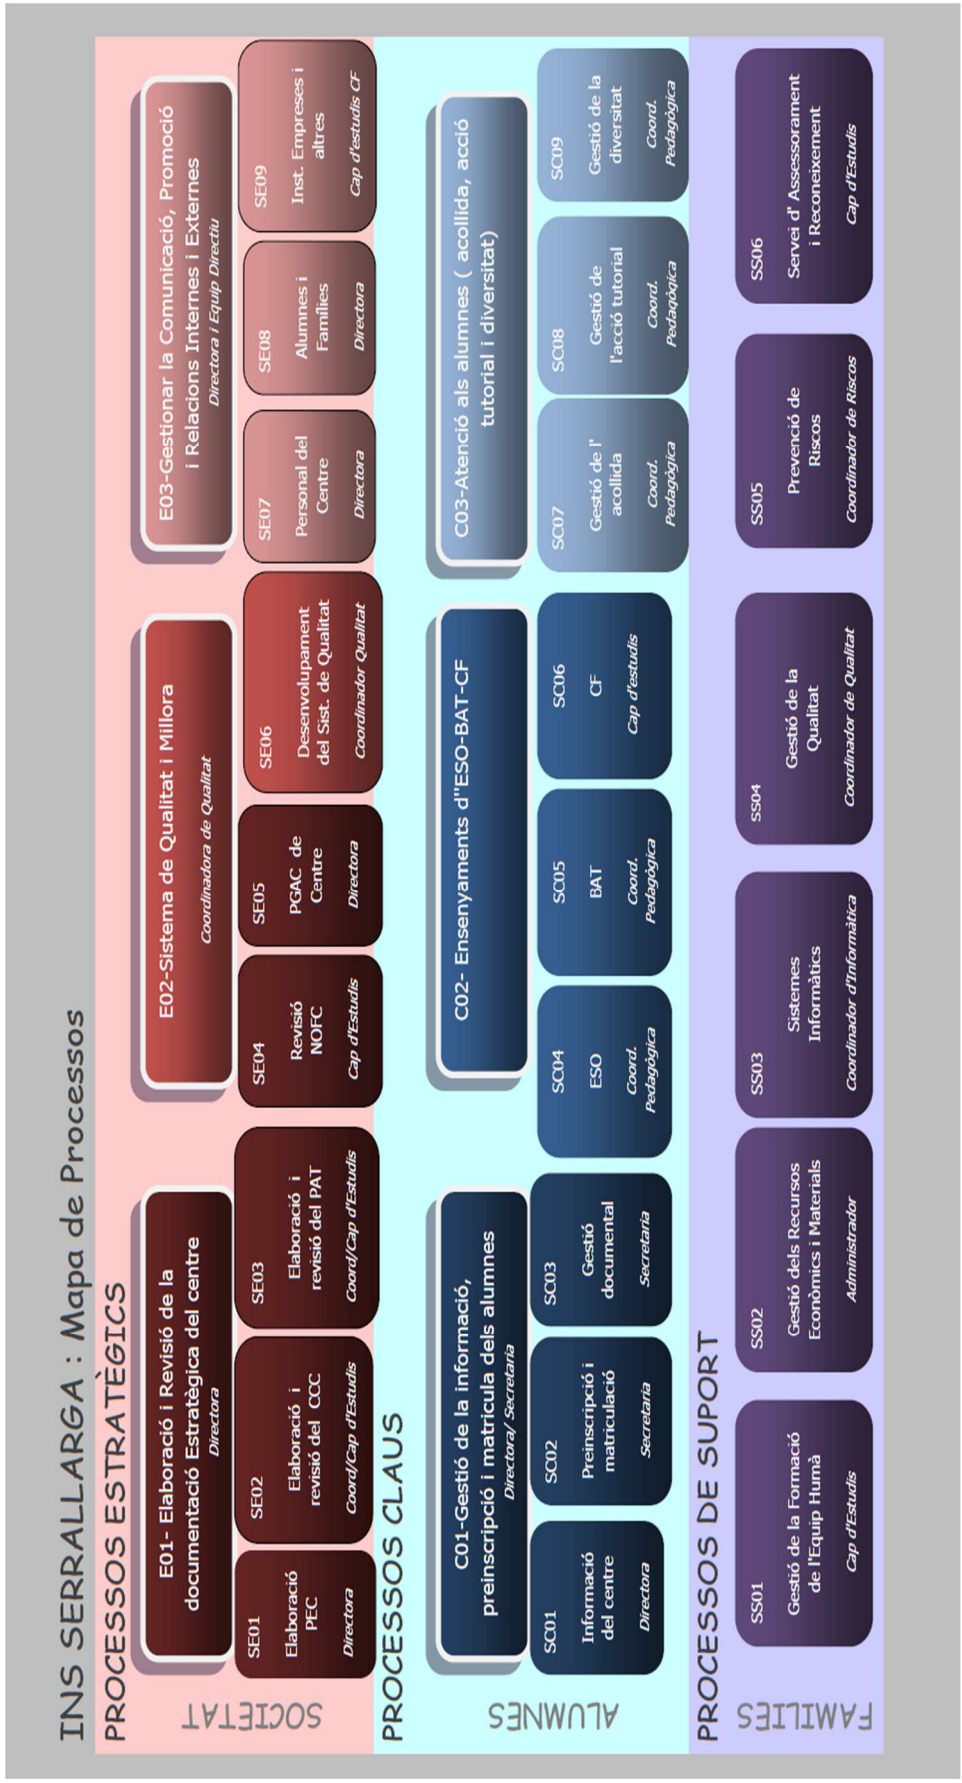 INS SERRALLARGA : Mapa de Processos
PROCESSOS ESTRATÈGICS
SOCIETAT
E01- Elaboració i Revisió de la
documentació Estratègica del centre
Directora
SE01
Elaboració
PEC
Directora
SE02
Elaboració i
revisió del CCC
Coord/Cap d'Estudis
SE03
Elaboració i
revisió del PAT
Coord/Cap d'Estudis
E02-Sistema de Qualitat i Millora
Coordinadora de Qualitat
SE04
Revisió
NOFC
Cap d'Estudis
SE05
PGAC de
Centre
Directora
SE06
Desenvolupament
del Sist. de Qualitat
Coordinador Qualitat
E03-Gestionar la Comunicació, Promoció
i Relacions Internes i Externes
Directora i Equip Directiu
SE07
Personal del
Centre
Directora
SE08
Alumnes i
Famílies
Directora
SE09
Inst. Empreses i
altres
Cap d'estudis CF
PROCESSOS CLAUS
ALUMNES
C01-Gestió de la informació,
preinscripció i matricula dels alumnes
Directora/ Secretaria
SC01
Informació
del centre
Directora
SC02
Preinscripció i
matriculació
Secretaria
SC03
Gestió
documental
Secretaria
C02- Ensenyaments d"ESO-BAT-CF
SC04
ESO
Coord.
Pedagògica
SC05
BAT
Coord.
Pedagògica
SC06
CF
Cap d'estudis
C03-Atenció als alumnes ( acollida, acció
tutorial i diversitat)
SC07
Gestió de l'
acollida
Coord.
Pedagògica
SC08
Gestió de
l'acció tutorial
Coord.
Pedagògica
SC09
Gestió de la
diversitat
Coord.
Pedagògica
PROCESSOS DE SUPORT
FAMILIES
SS01
Gestió de la Formació
de l'Equip Humà
Cap d'Estudis
SS02
Gestió dels Recursos
Econòmics i Materials
Administrador
SS03
Sistemes
Informàtics
Coordinador d'Informàtica
SS04
Gestió de la
Qualitat
Coordinador de Qualitat
SS05
Prevenció de
Riscos
Coordinador de Riscos
SS06
Servei d' Assessorament
i Reconeixement
Cap d'Estudis